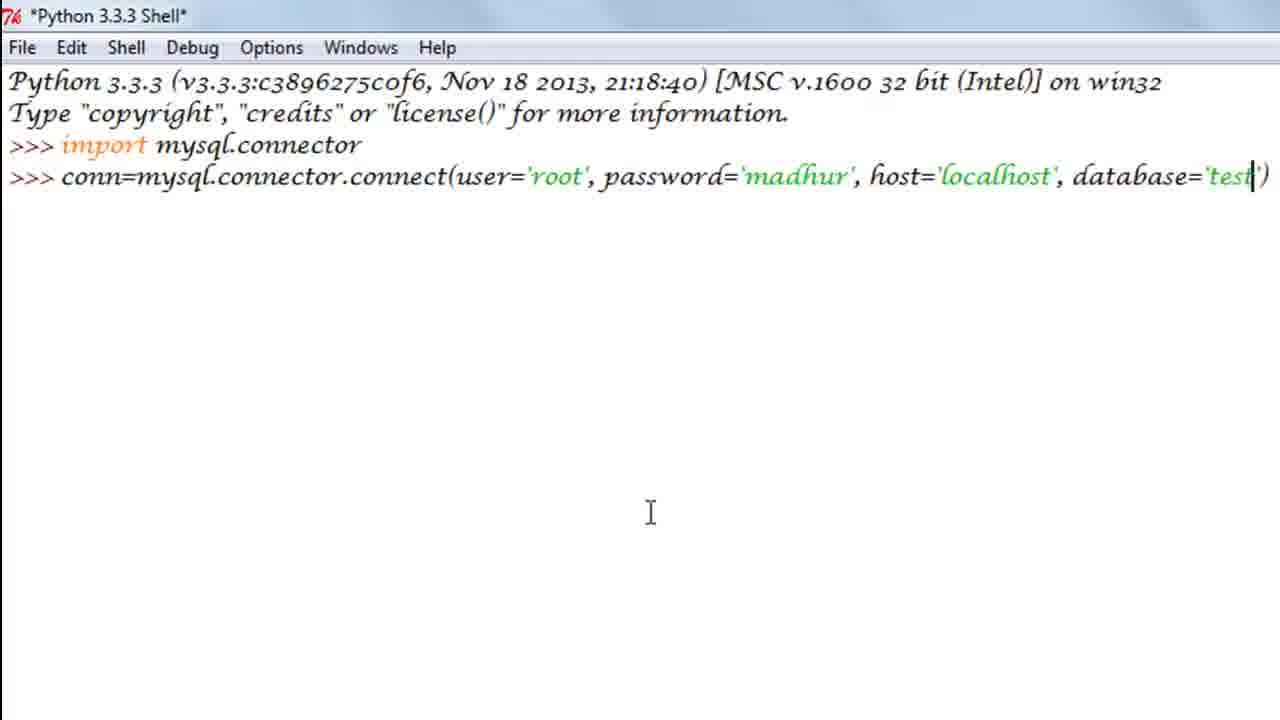 *Python 3.3.3 Shell*
File Edit Shell Debug Options Windows Help
Python 3.3.3 (v3.3.3:c3896275c0f6, Nov 18 2013, 21:18:40) [MSC v.1600 32 bit (Intel)] on win32
Type "copyright", "credits" or "license()" for more information.
>>> import mysql.connector
>>> conn=mysql.connector.connect(user='root', password='madhur', host='localhost', database='test')